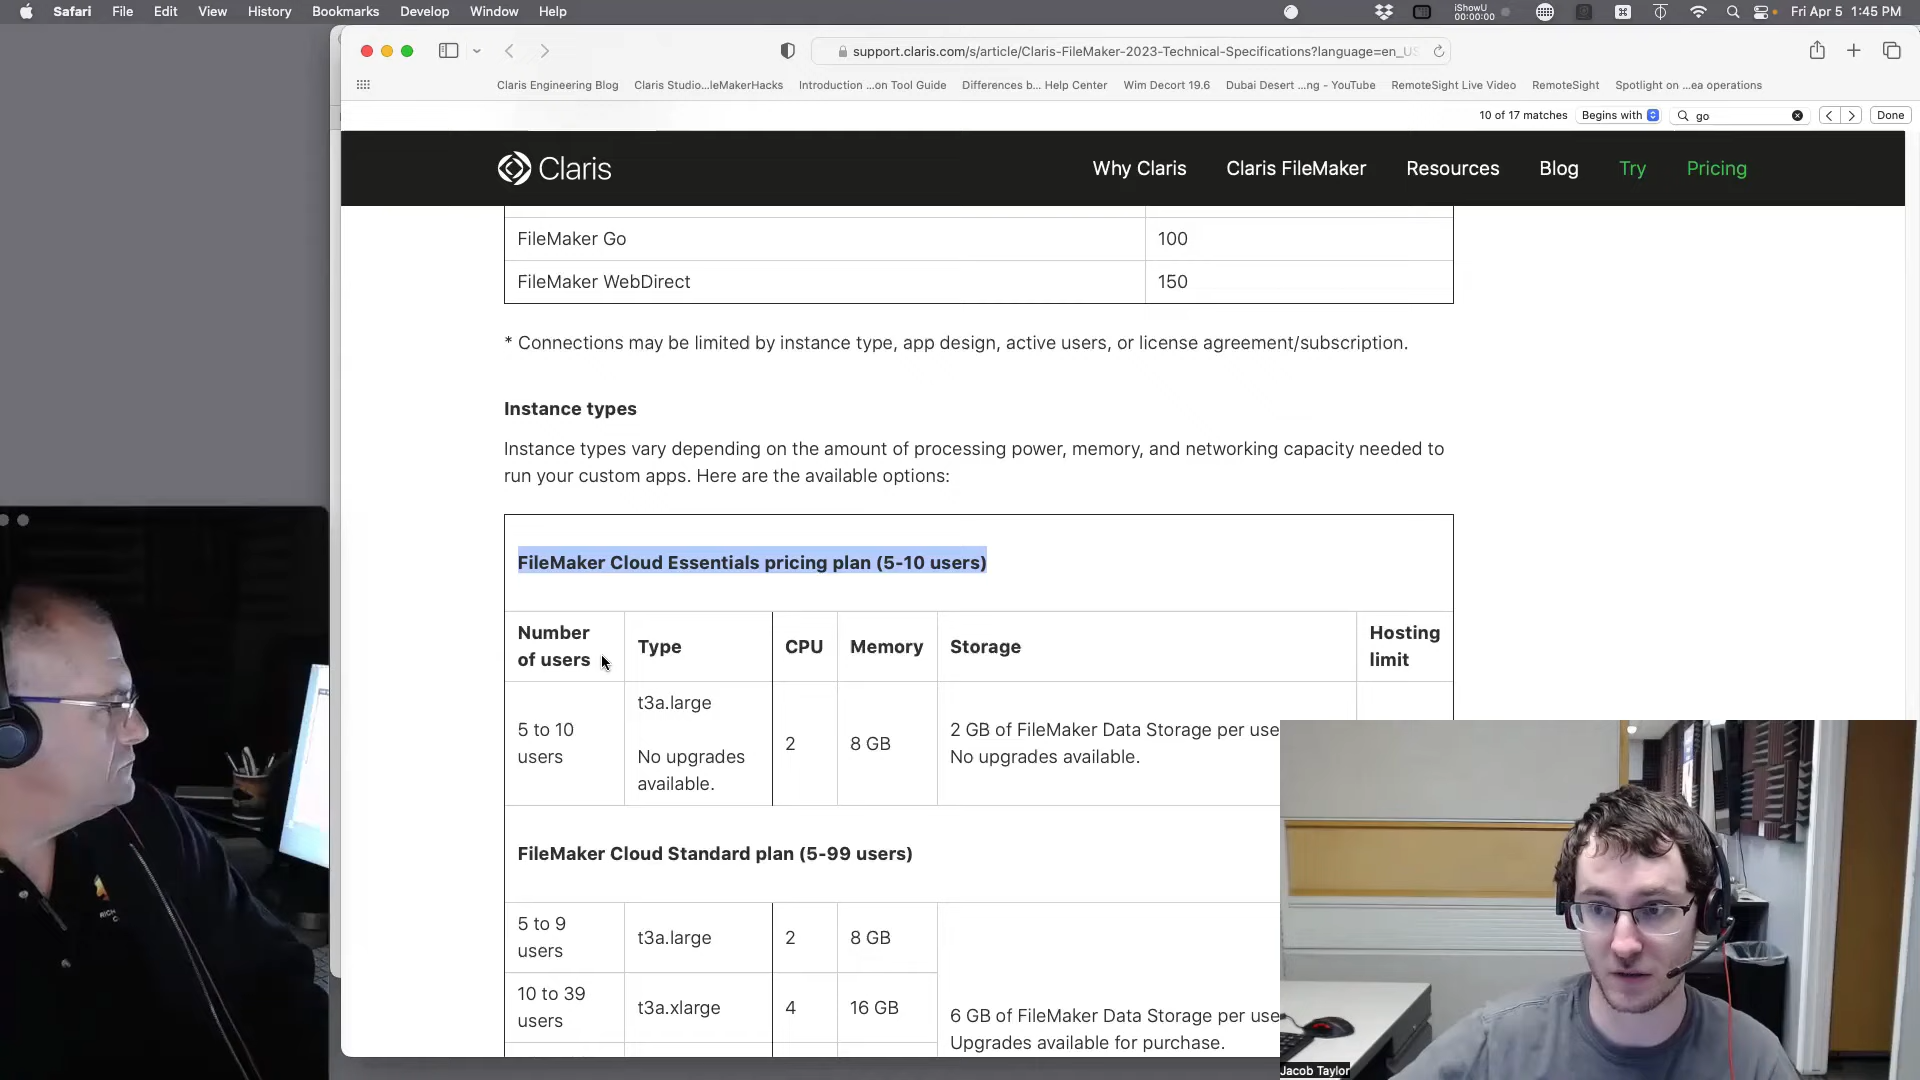 Safari File Edit View History Bookmarks Develop Window Help
iShowU
00:00:00
Fri Apr 5 1:45 PM
support.claris.com/s/article/Claris-FileMaker-2023-Technical-Specifications?language=en_US
Claris Engineering Blog Claris Studio...leMakerHacks Introduction ...on Tool Guide Differences b... Help Center Wim Decort 19.6 Dubai Desert ...ng - YouTube RemoteSight Live Video RemoteSight Spotlight on ...ea operations
10 of 17 matches Begins with go Done
Claris Why Claris Claris FileMaker Resources Blog Try Pricing
FileMaker Go 100
FileMaker WebDirect 150
* Connections may be limited by instance type, app design, active users, or license agreement/subscription.
Instance types
Instance types vary depending on the amount of processing power, memory, and networking capacity needed to
run your custom apps. Here are the available options:
FileMaker Cloud Essentials pricing plan (5-10 users)
Number
of users
Type
CPU
Memory
Storage
Hosting
limit
5 to 10
users
t3a.large
No upgrades
available.
2
8 GB
2 GB of FileMaker Data Storage per use
No upgrades available.
FileMaker Cloud Standard plan (5-99 users)
5 to 9
users
t3a.large
2
8 GB
10 to 39
users
t3a.xlarge
4
16 GB
6 GB of FileMaker Data Storage per use
Upgrades available for purchase.
Jacob Taylor